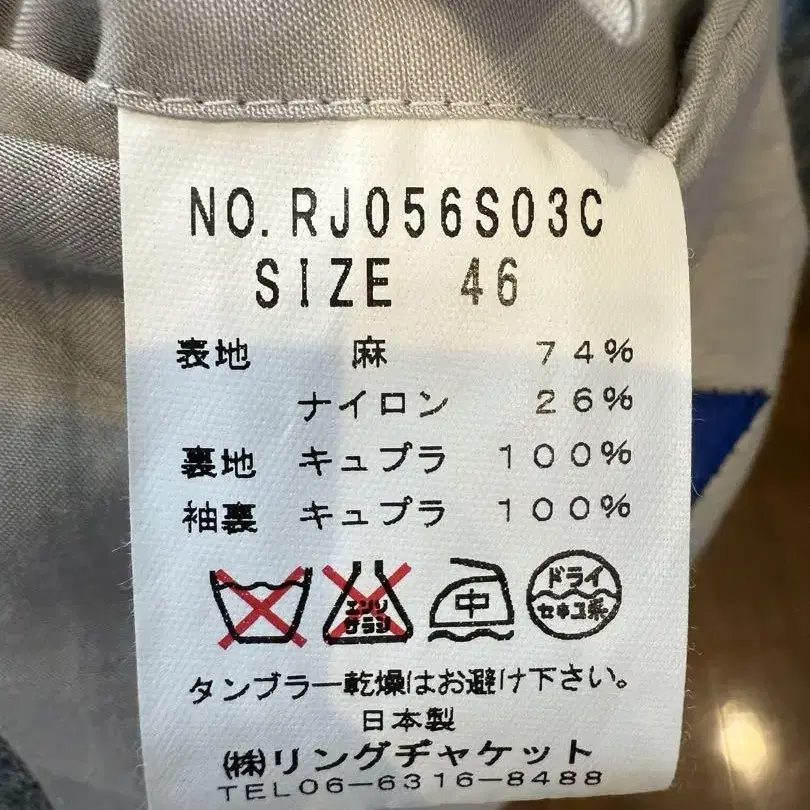 NO.RJ056S03C
SIZE 46
表地 麻 74%
ナイロン 26%
裏地 キュプラ 100%
袖裏 キュプラ 100%
エンソサラシ 中 ドライセキユ系
タンブラー乾燥はお避け下さい。
日本製
㈱リングヂャケット
TEL06-6316-8488